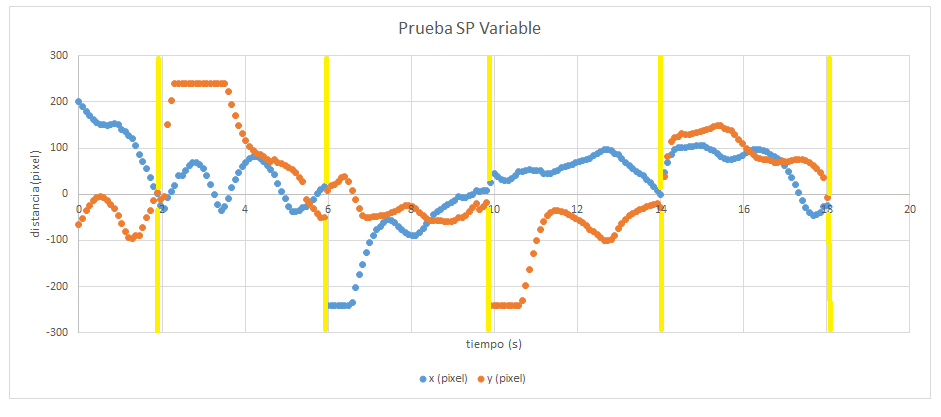 Prueba SP Variable
300
200
100
0
-100
-200
-300
0 2 4 6 8 10 12 14 16 18 20
distancia (pixel)
tiempo (s)
x (pixel) y (pixel)